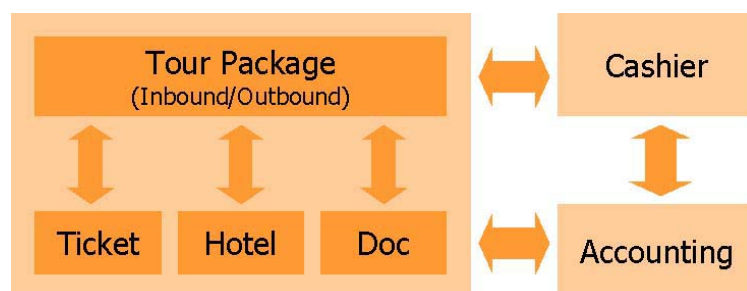 Tour Package
(Inbound/Outbound)
Cashier
Ticket
Hotel
Doc
Accounting